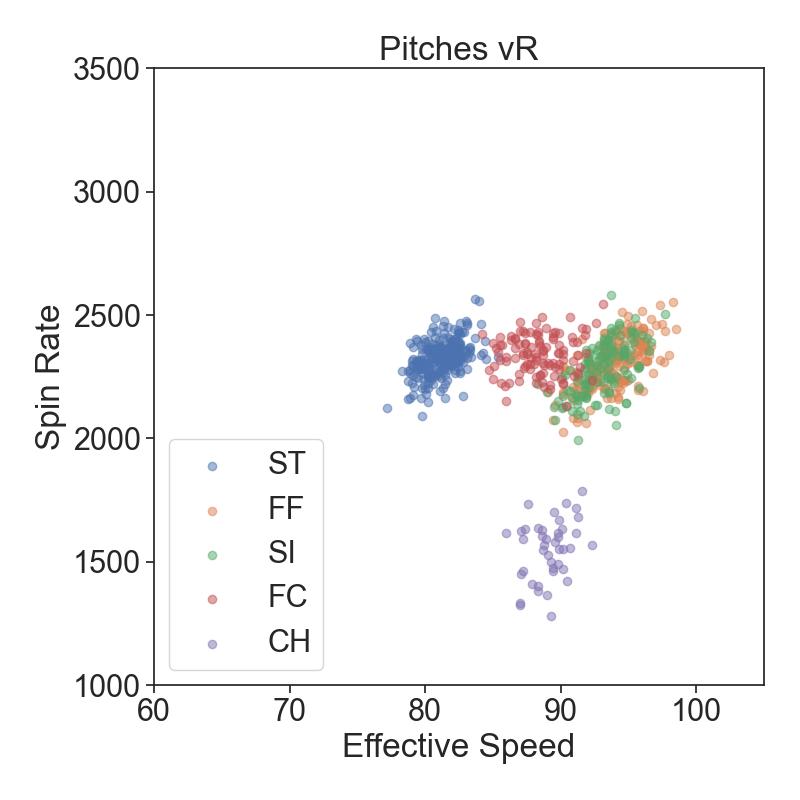 Pitches vR
3500
3000
2500
2000
1500
1000
Spin Rate
ST
FF
SI
FC
CH
60 70 80 90 100
Effective Speed